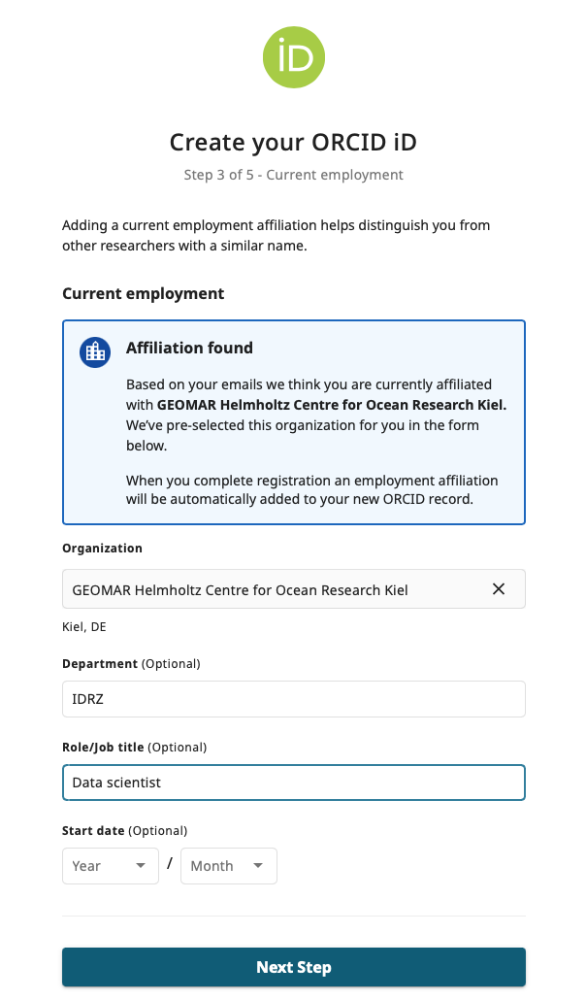 iD
Create your ORCID iD
Step 3 of 5 - Current employment
Adding a current employment affiliation helps distinguish you from
other researchers with a similar name.
Current employment
Affiliation found
Based on your emails we think you are currently affiliated
with GEOMAR Helmholtz Centre for Ocean Research Kiel.
We’ve pre-selected this organization for you in the form
below.
When you complete registration an employment affiliation
will be automatically added to your new ORCID record.
Organization
GEOMAR Helmholtz Centre for Ocean Research Kiel
Kiel, DE
Department (Optional)
IDRZ
Role/Job title (Optional)
Data scientist
Start date (Optional)
Year / Month
Next Step